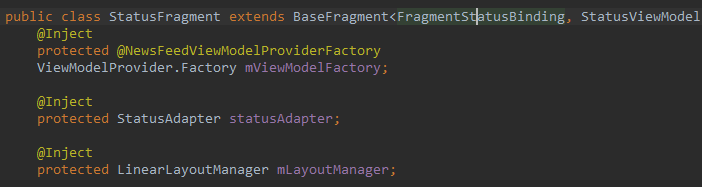 public class StatusFragment extends BaseFragment<FragmentStatusBinding, StatusViewModel
@Inject
protected @NewsFeedViewModelProviderFactory
ViewModelProvider.Factory mViewModelFactory;
@Inject
protected StatusAdapter statusAdapter;
@Inject
protected LinearLayoutManager mLayoutManager;